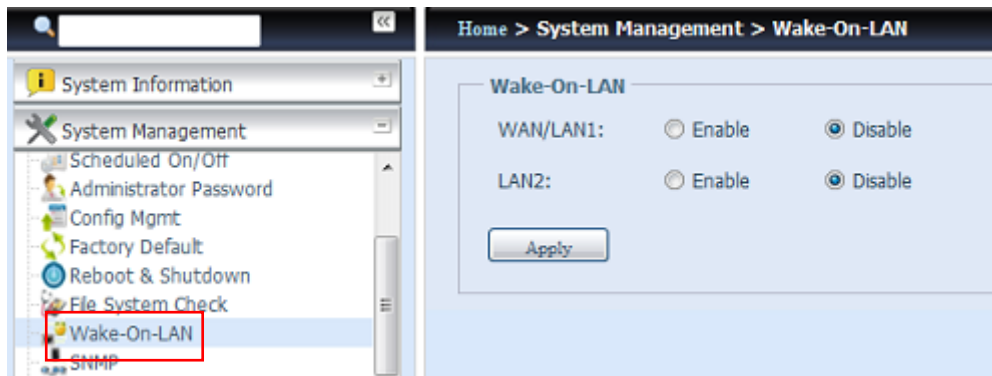 Home > System Management > Wake-On-LAN
System Information
System Management
Scheduled On/Off
Administrator Password
Config Mgmt
Factory Default
Reboot & Shutdown
File System Check
Wake-On-LAN
SNMP
Wake-On-LAN
WAN/LAN1: Enable Disable
LAN2: Enable Disable
Apply